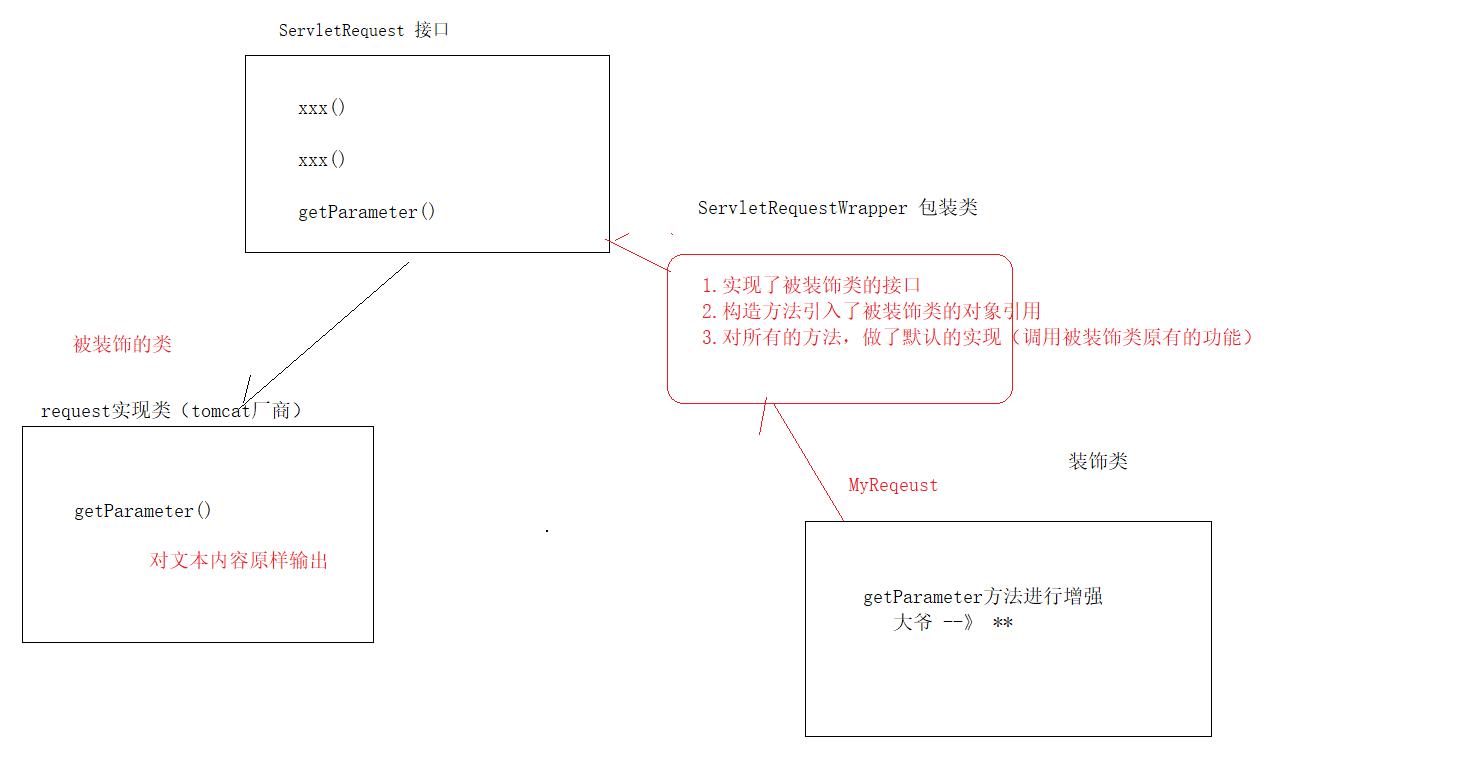 ServletRequest 接口
xxx()
xxx()
getParameter()
ServletRequestWrapper 包装类
1.实现了被装饰类的接口
2.构造方法引入了被装饰类的对象引用
3.对所有的方法，做了默认的实现（调用被装饰类原有的功能）
被装饰的类
request实现类（tomcat厂商）
getParameter()
对文本内容原样输出
装饰类
MyReqeust
getParameter方法进行增强
大爷 --》 **